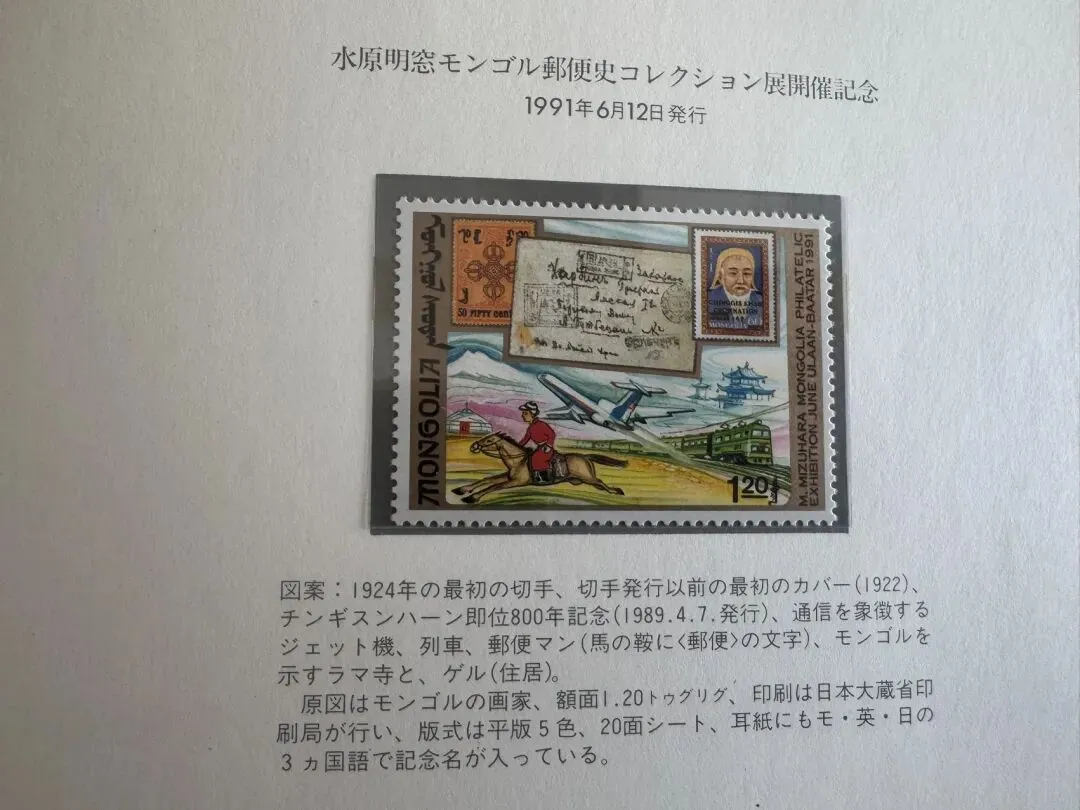 水原明窓モンゴル郵便史コレクション展開催記念
1991年6月12日発行
50 FIFTY Cent
CHINGGIS KHAN
CORONATION
MONGOLIA 60
MONGOLIA
1.20
M. MIZUHARA MONGOLIA PHILATELIC
EXHIBITION JUNE ULAAN-BAATAR 1991
図案：1924年の最初の切手、切手発行以前の最初のカバー(1922)、
チンギスンハーン即位800年記念(1989.4.7.発行)、通信を象徴する
ジェット機、列車、郵便マン(馬の鞍に<郵便>の文字)、モンゴルを
示すラマ寺と、ゲル(住居)。
原図はモンゴルの画家、額面1.20トゥグリグ、印刷は日本大蔵省印
刷局が行い、版式は平版5色、20面シート、耳紙にもモ・英・日の
3ヵ国語で記念名が入っている。